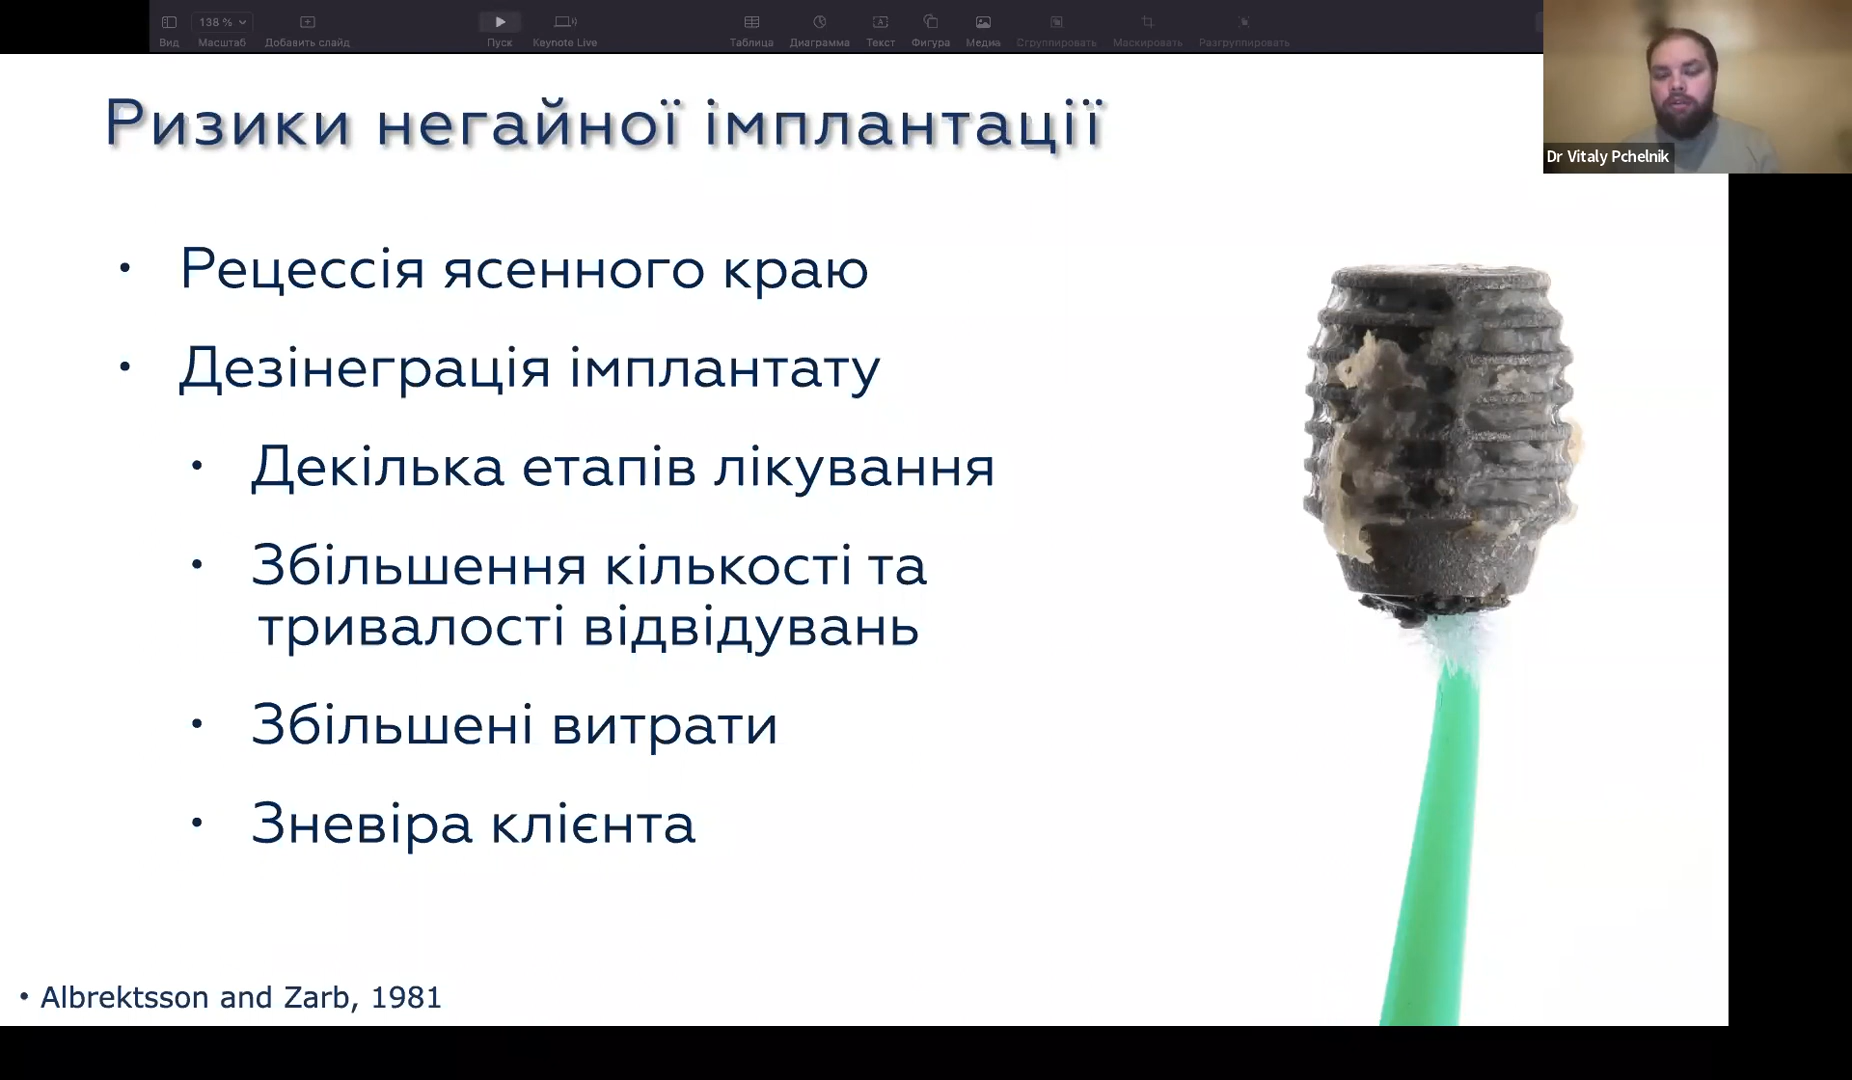 138 %
Вид
Масштаб
Добавить слайд
Пуск
Keynote Live
Таблица
Диаграмма
Текст
Фигура
Медиа
Сгруппировать
Маскировать
Разгруппировать
Dr Vitaly Pchelnik
Ризики негайної імплантації
• Рецессія ясенного краю
• Дезінеграція імплантату
• Декілька етапів лікування
• Збільшення кількості та
тривалості відвідувань
• Збільшені витрати
• Зневіра клієнта
• Albrektsson and Zarb, 1981